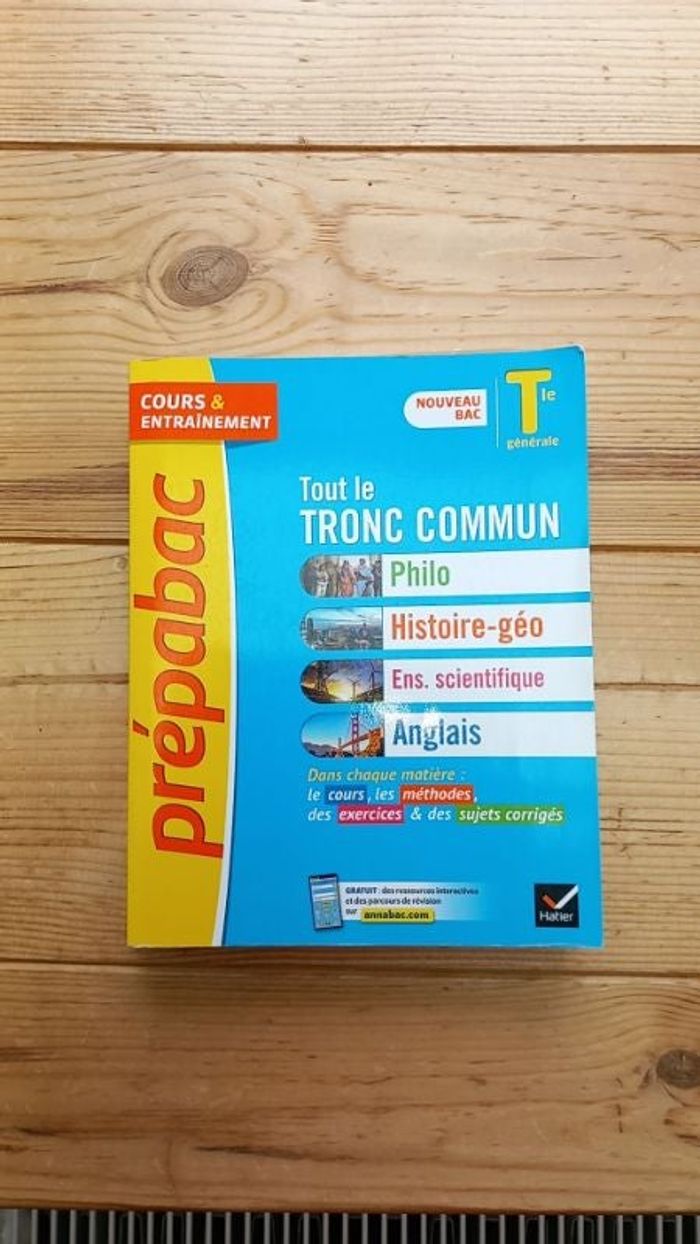 COURS &
ENTRAÎNEMENT
NOUVEAU
BAC
Tle
générale
prépabac
Tout le
TRONC COMMUN
Philo
Histoire-géo
Ens. scientifique
Anglais
Dans chaque matière :
le cours, les méthodes,
des exercices & des sujets corrigés
GRATUIT : des ressources interactives
et des parcours de révision
sur annabac.com
Hatier